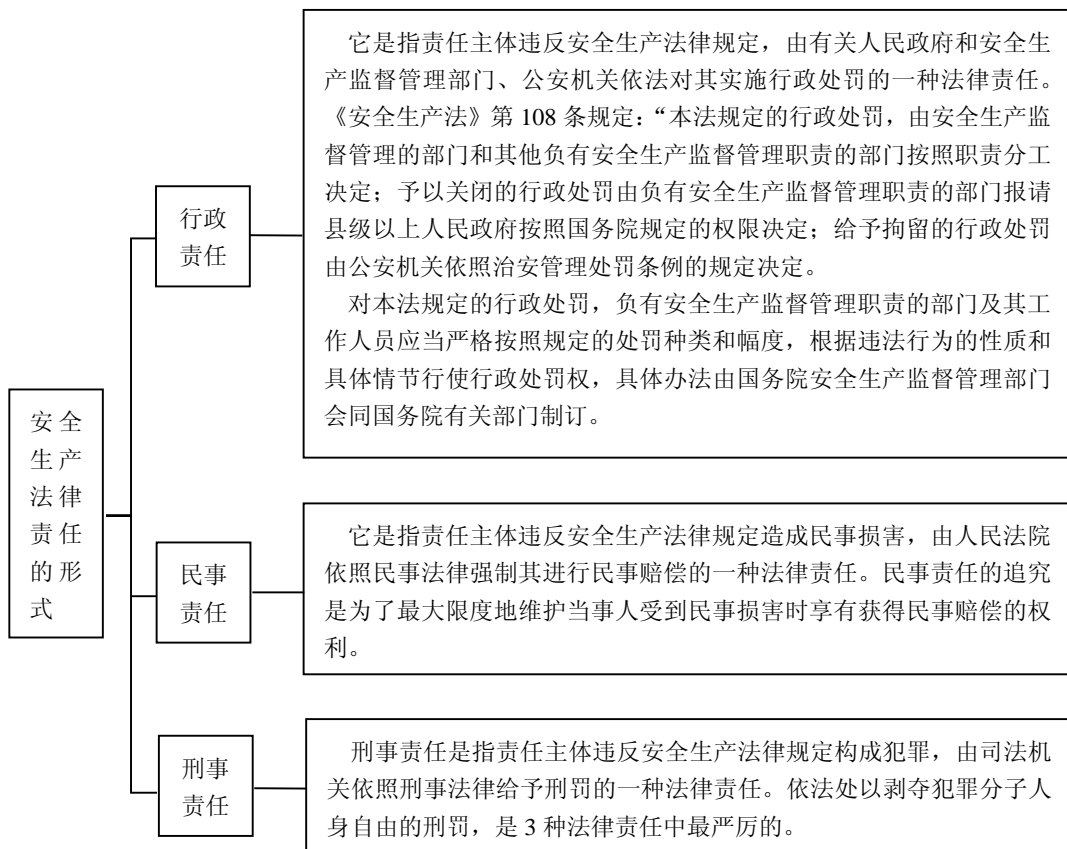 安全
生产
法律
责任
的形
式
行政
责任
它是指责任主体违反安全生产法律规定，由有关人民政府和安全生
产监督管理部门、公安机关依法对其实施行政处罚的一种法律责任。
《安全生产法》第 108 条规定：“本法规定的行政处罚，由安全生产监
督管理的部门和其他负有安全生产监督管理职责的部门按照职责分工
决定；予以关闭的行政处罚由负有安全生产监督管理职责的部门报请
县级以上人民政府按照国务院规定的权限决定；给予拘留的行政处罚
由公安机关依照治安管理处罚条例的规定决定。
对本法规定的行政处罚，负有安全生产监督管理职责的部门及其工
作人员应当严格按照规定的处罚种类和幅度，根据违法行为的性质和
具体情节行使行政处罚权，具体办法由国务院安全生产监督管理部门
会同国务院有关部门制订。
民事
责任
它是指责任主体违反安全生产法律规定造成民事损害，由人民法院
依照民事法律强制其进行民事赔偿的一种法律责任。民事责任的追究
是为了最大限度地维护当事人受到民事损害时享有获得民事赔偿的权
利。
刑事
责任
刑事责任是指责任主体违反安全生产法律规定构成犯罪，由司法机
关依照刑事法律给予刑罚的一种法律责任。依法处以剥夺犯罪分子人
身自由的刑罚，是 3 种法律责任中最严厉的。